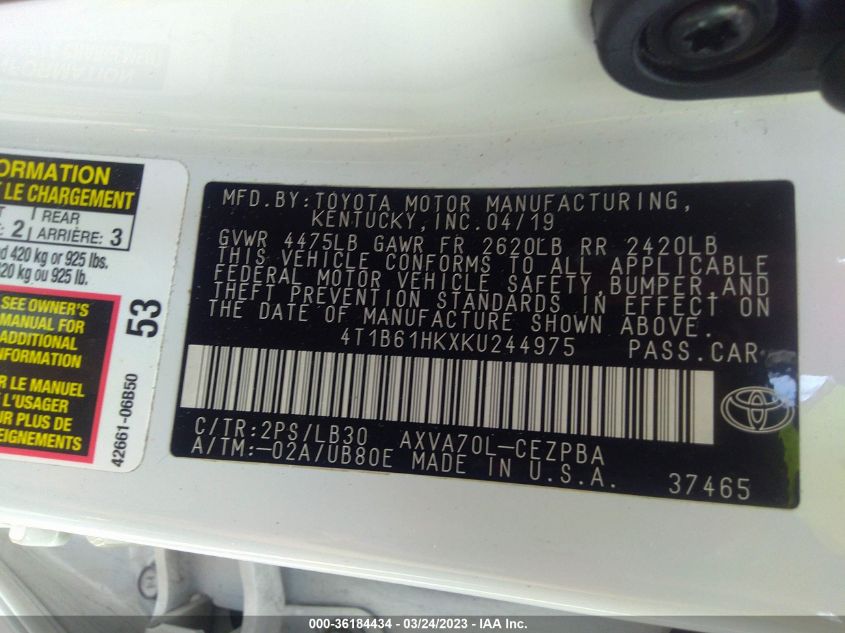 ORMATION
LE CHARGEMENT
REAR
2 ARRIÈRE: 3
420 kg or 925 lbs.
20 kg ou 925 lb.
SEE OWNER'S
MANUAL FOR
ADDITIONAL
INFORMATION
R LE MANUEL
L'USAGER
UR PLUS DE
EIGNEMENTS
53
42661-06B50
MFD.BY:TOYOTA MOTOR MANUFACTURING,
KENTUCKY,INC.04/19
GVWR 4475LB GAWR FR 2620LB RR 2420LB
THIS VEHICLE CONFORMS TO ALL APPLICABLE
FEDERAL MOTOR VEHICLE SAFETY,BUMPER,AND
THEFT PREVENTION STANDARDS IN EFFECT ON
THE DATE OF MANUFACTURE SHOWN ABOVE.
4T1B61HKXKU244975 PASS.CAR
C/TR:2PS/LB30 AXVA70L-CEZPBA
A/TM:-02A/UB80E MADE IN U.S.A.
37465
000-36184434 - 03/24/2023 - IAA Inc.